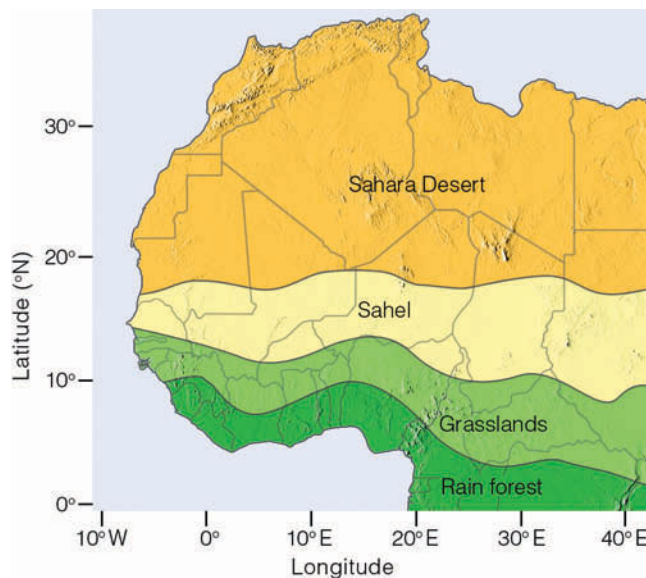 30°
Sahara Desert
20°
Sahel
Latitude (°N)
10°
Grasslands
Rain forest
0°
10°W 0° 10°E 20°E 30°E 40°E
Longitude